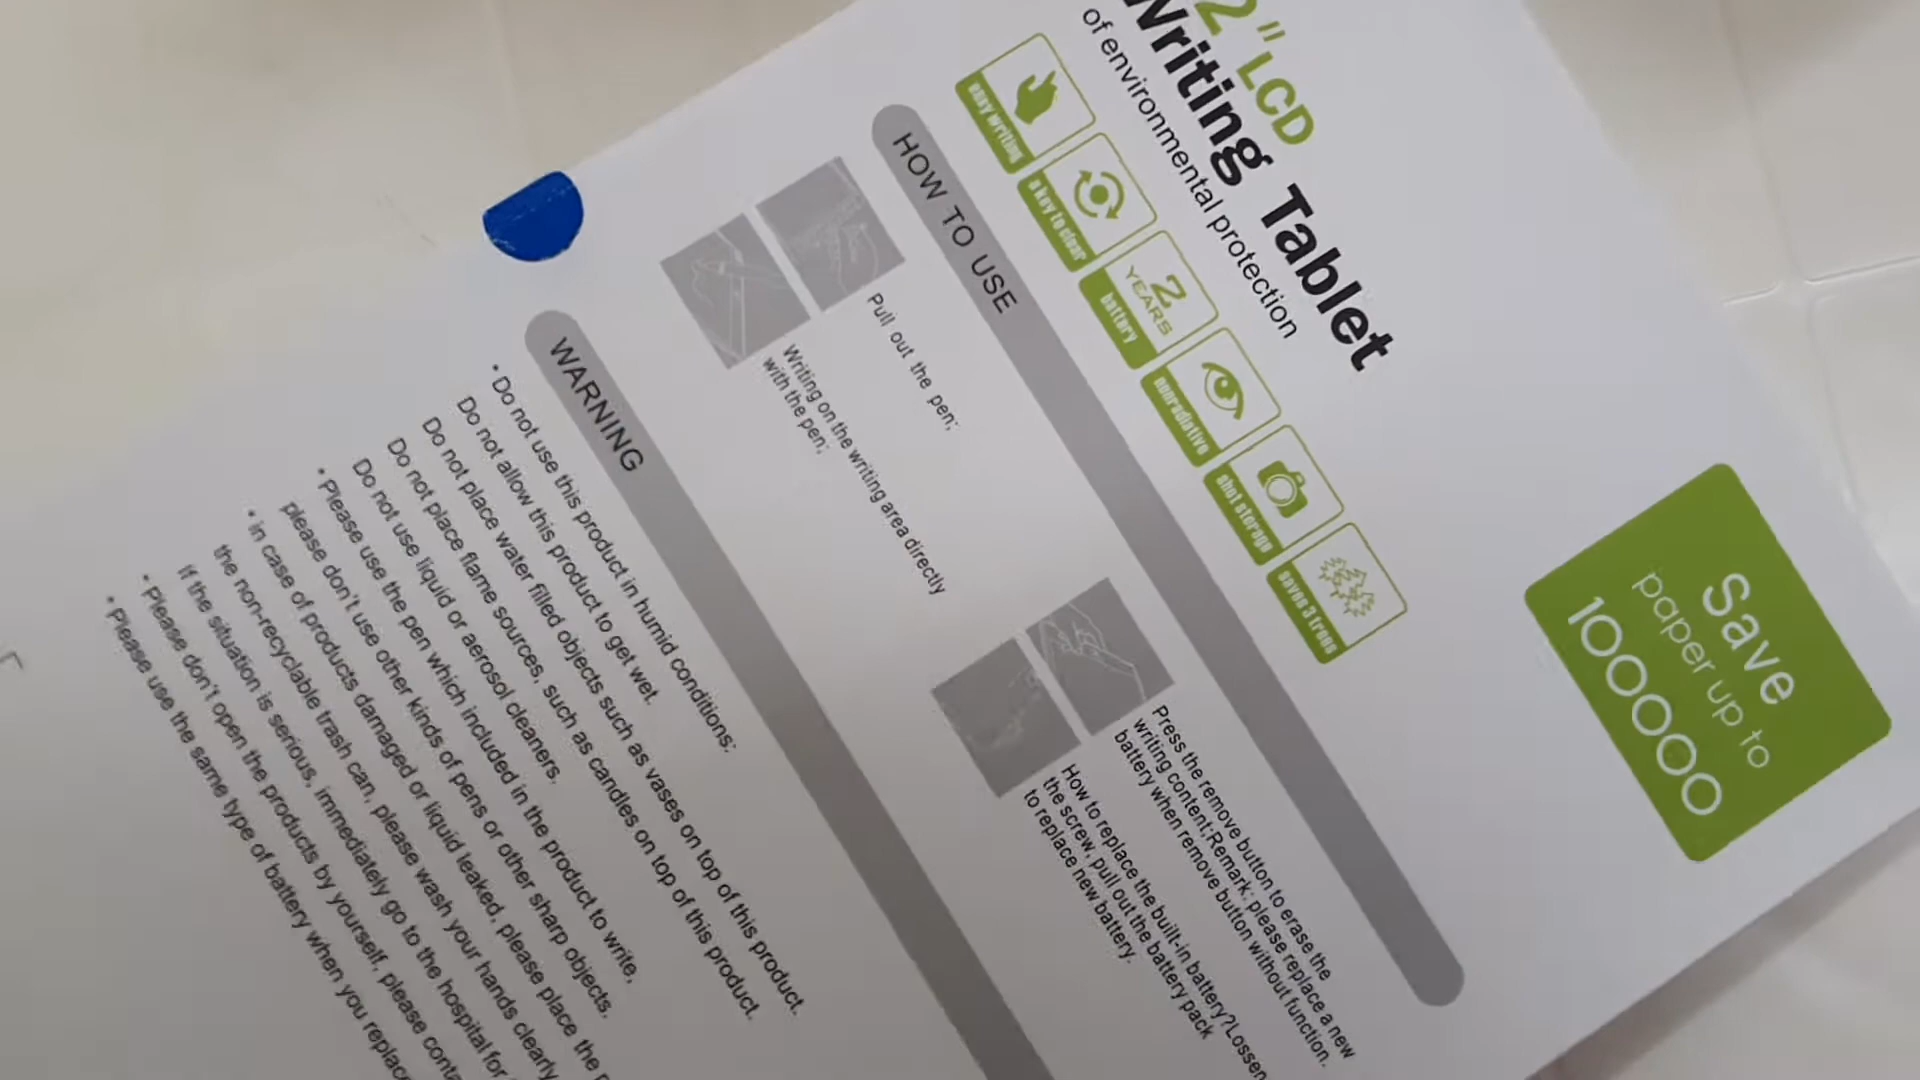 2"LCD
Writing Tablet
of environmental protection
easy writing
a key to clear
2
YEARS
battery
nonradiative
shot storage
saves 3 trees
Save
paper up to
100000
HOW TO USE
Pull out the pen;
Writing on the writing area directly
with the pen;
Press the remove button to erase the
writing content;Remark: please replace a new
battery when remove button without function.
How to replace the built-in battery?Lossen
the screw, pull out the battery pack
to replace new battery.
WARNING
• Do not use this product in humid conditions:
Do not allow this product to get wet.
Do not place water filled objects such as vases on top of this product.
Do not place flame sources, such as candles on top of this product.
Do not use liquid or aerosol cleaners.
• Please use the pen which included in the product to write,
please don't use other kinds of pens or other sharp objects.
• in case of products damaged or liquid leaked, please place the
the non-recyclable trash can, please wash your hands clearly
If the situation is serious, immediately go to the hospital for
• Please don't open the products by yourself, please
• Please use the same type of battery when you